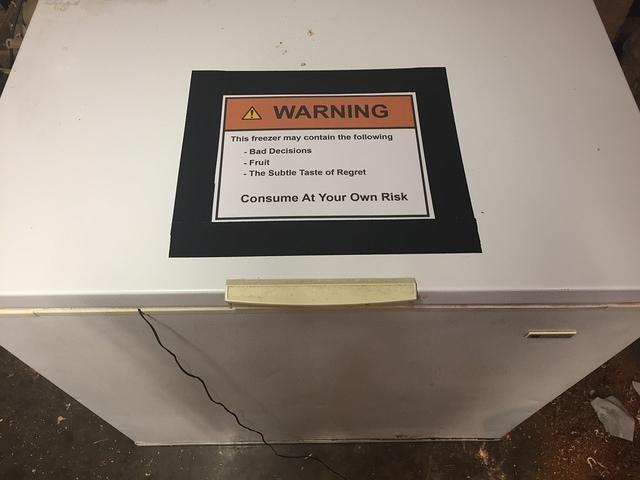 WARNING
This freezer may contain the following
- Bad Decisions
- Fruit
- The Subtle Taste of Regret
Consume At Your Own Risk